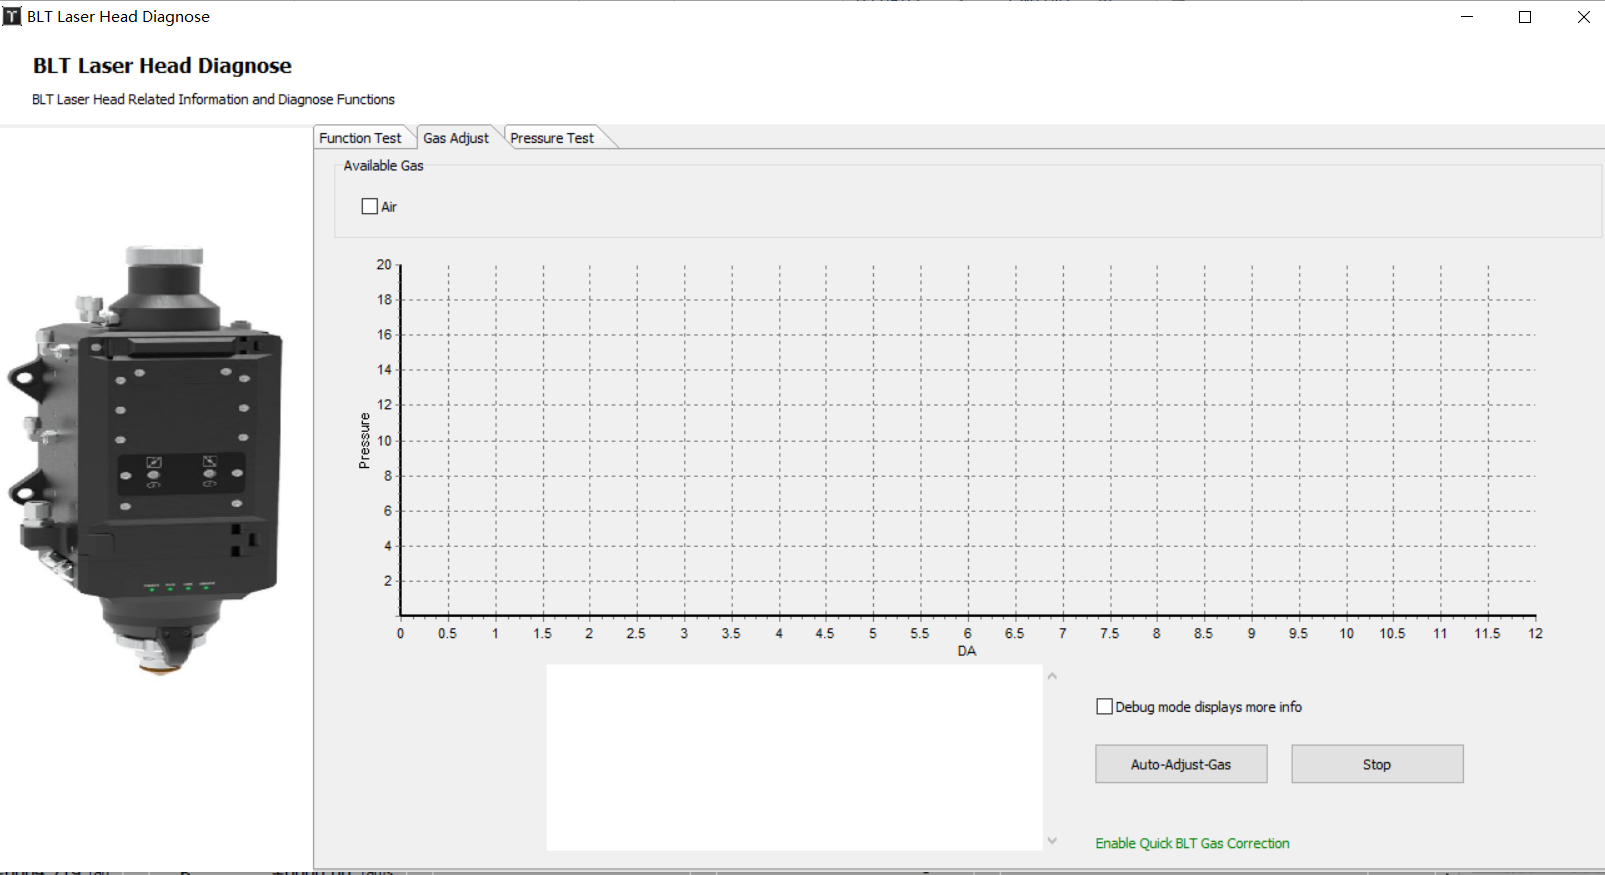 BLT Laser Head Diagnose
BLT Laser Head Diagnose
BLT Laser Head Related Information and Diagnose Functions
Function Test
Gas Adjust
Pressure Test
Available Gas
Air
20
18
16
14
12
10
8
6
4
2
Pressure
0 0.5 1 1.5 2 2.5 3 3.5 4 4.5 5 5.5 6 6.5 7 7.5 8 8.5 9 9.5 10 10.5 11 11.5 12
DA
Debug mode displays more info
Auto-Adjust-Gas
Stop
Enable Quick BLT Gas Correction